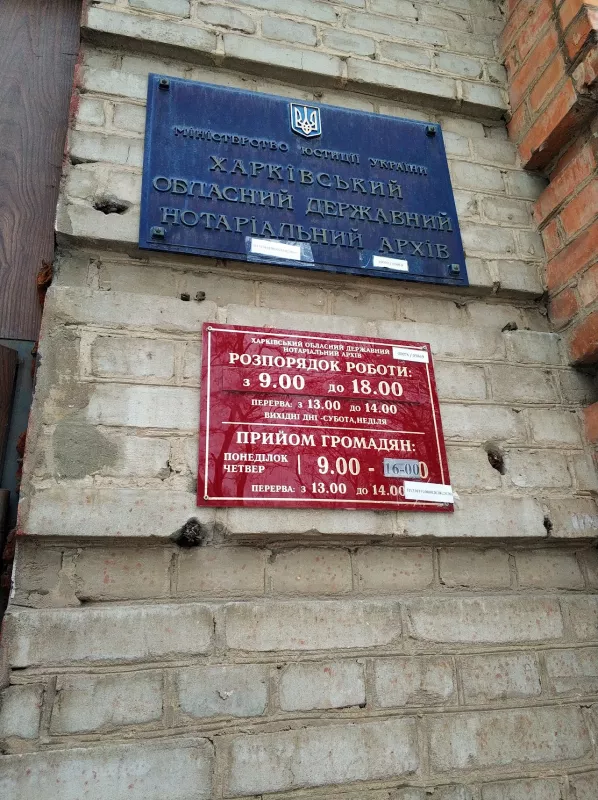 МІНІСТЕРСТВО ЮСТИЦІЇ УКРАЇНИ
ХАРКІВСЬКИЙ
ОБЛАСНИЙ ДЕРЖАВНИЙ
НОТАРІАЛЬНИЙ АРХІВ
ХАРКІВСЬКИЙ ОБЛАСНИЙ ДЕРЖАВНИЙ
НОТАРІАЛЬНИЙ АРХІВ
РОЗПОРЯДОК РОБОТИ:
з 9.00 до 18.00
ПЕРЕРВА: з 13.00 до 14.00
ВИХІДНІ ДНІ -СУБОТА,НЕДІЛЯ
ПРИЙОМ ГРОМАДЯН:
ПОНЕДІЛОК
ЧЕТВЕР
9.00 - 16-00
ПЕРЕРВА: з 13.00 до 14.00